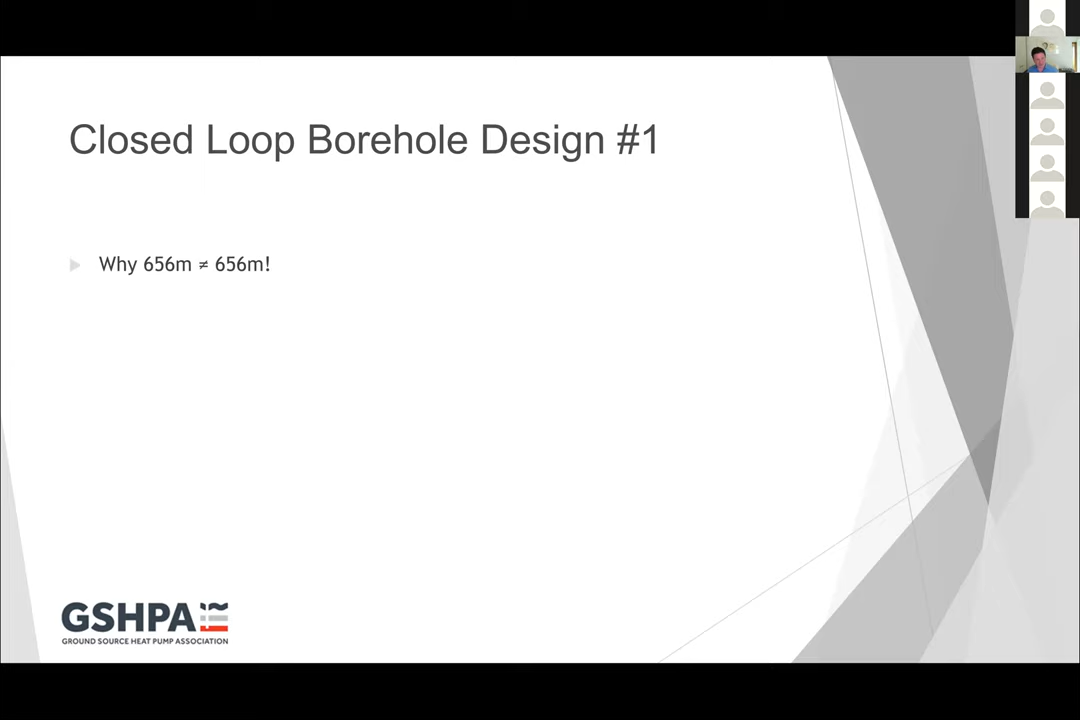 Closed Loop Borehole Design #1
Why 656m ≠ 656m!
GSHPA
GROUND SOURCE HEAT PUMP ASSOCIATION